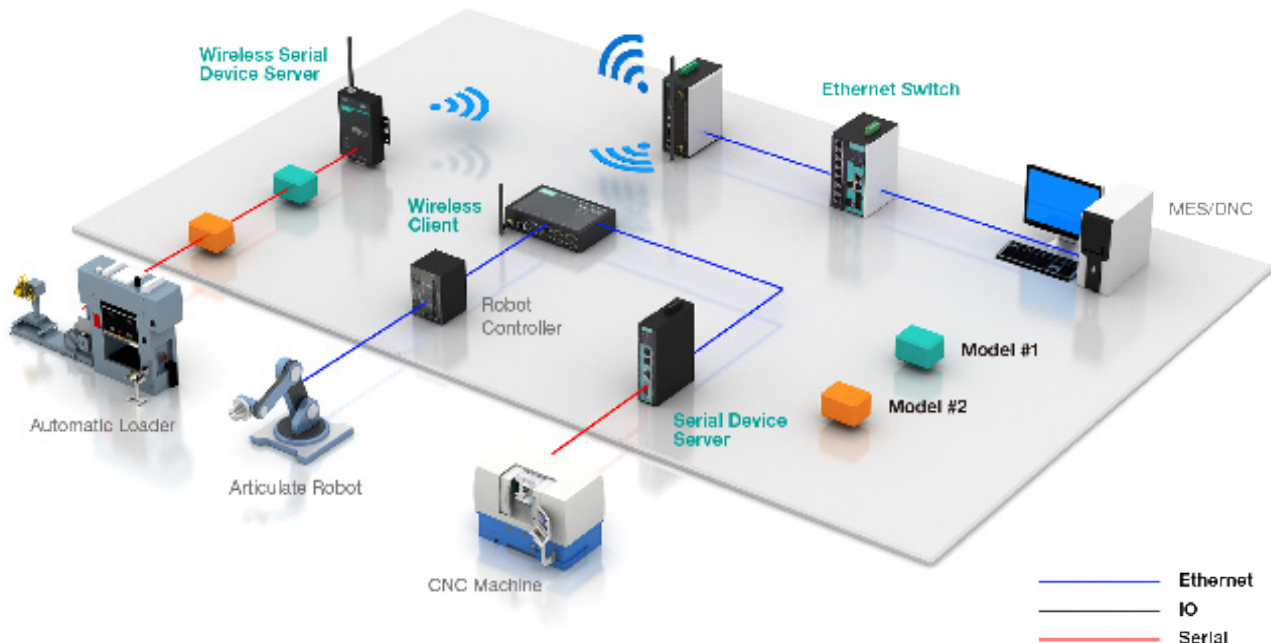 Wireless Serial
Device Server
Ethernet Switch
MES/DNC
Wireless
Client
Robot
Controller
Model #1
Model #2
Automatic Loader
Serial Device
Server
Articulate Robot
CNC Machine
Ethernet
IO
Serial